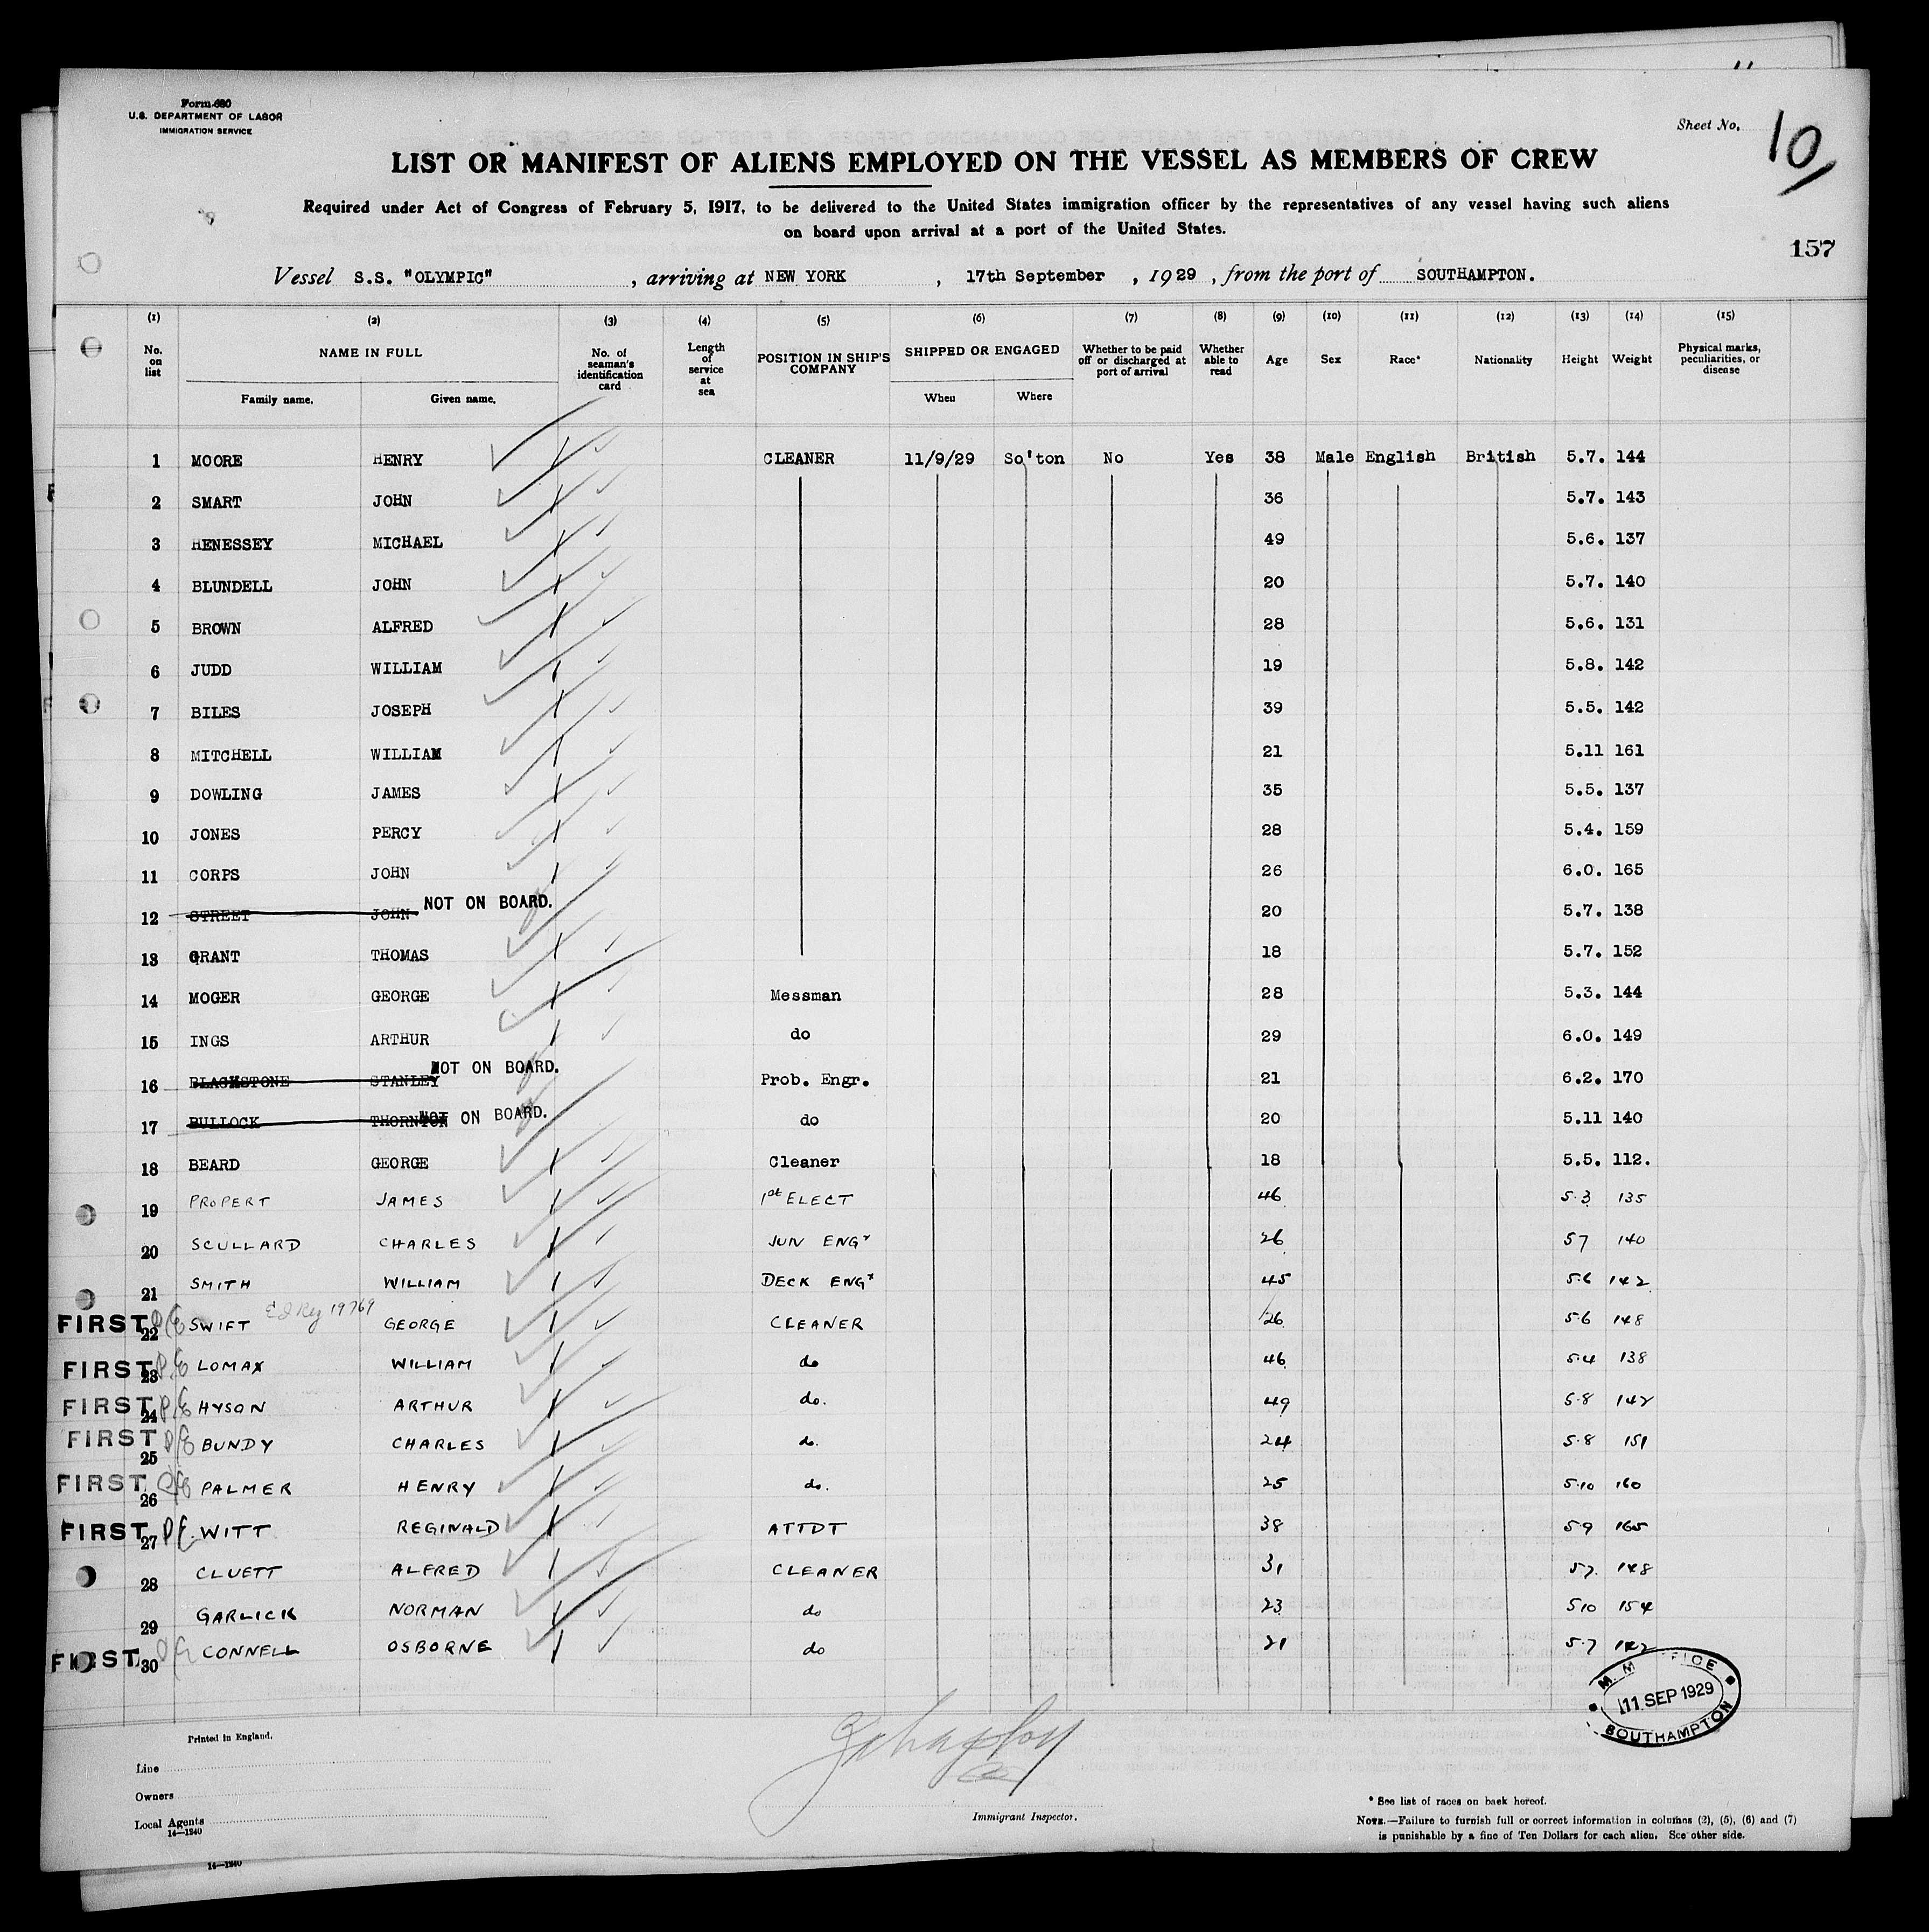 11
Form 680
U.S. DEPARTMENT OF LABOR
IMMIGRATION SERVICE
Sheet No. 10
LIST OR MANIFEST OF ALIENS EMPLOYED ON THE VESSEL AS MEMBERS OF CREW
Required under Act of Congress of February 5, 1917, to be delivered to the United States immigration officer by the representatives of any vessel having such aliens
on board upon arrival at a port of the United States.
157
Vessel S.S. "OLYMPIC" , arriving at NEW YORK , 17th September , 1929 , from the port of SOUTHAMPTON.
(1) (2) (3) (4) (5) (6) (7) (8) (9) (10) (11) (12) (13) (14) (15)
No. on list NAME IN FULL No. of seaman's identification card Length of service at sea POSITION IN SHIP'S COMPANY SHIPPED OR ENGAGED Whether to be paid off or discharged at port of arrival Whether able to read Age Sex Race* Nationality Height Weight Physical marks, peculiarities, or disease
Family name. Given name. When Where
1 MOORE HENRY CLEANER 11/9/29 So'ton No Yes 38 Male English British 5.7. 144
2 SMART JOHN 36 5.7. 143
3 HENESSEY MICHAEL 49 5.6. 137
4 BLUNDELL JOHN 20 5.7. 140
5 BROWN ALFRED 28 5.6. 131
6 JUDD WILLIAM 19 5.8. 142
7 BILES JOSEPH 39 5.5. 142
8 MITCHELL WILLIAM 21 5.11 161
9 DOWLING JAMES 35 5.5. 137
10 JONES PERCY 28 5.4. 159
11 CORPS JOHN 26 6.0. 165
12 STREET JOHN NOT ON BOARD. 20 5.7. 138
13 GRANT THOMAS 18 5.7. 152
14 MOGER GEORGE Messman 28 5.3. 144
15 INGS ARTHUR do 29 6.0. 149
16 BLACKSTONE STANLEY NOT ON BOARD. Prob. Engr. 21 6.2. 170
17 BULLOCK THORNTON NOT ON BOARD. do 20 5.11 140
18 BEARD GEORGE Cleaner 18 5.5. 112.
19 PROPERT JAMES 1st ELECT 46 5.3 135
20 SCULLARD CHARLES JUN ENGr 26 57 140
21 SMITH WILLIAM DECK ENGr 45 5.6 142
FIRST 22 P/E SWIFT Reg 19769 GEORGE CLEANER 26 5.6 148
FIRST 23 P/E LOMAX WILLIAM do 46 5.4 138
FIRST 24 P/E HYSON ARTHUR do. 49 5.8 142
FIRST 25 P/E BUNDY CHARLES do. 24 5.8 151
FIRST 26 P/E PALMER HENRY do. 25 5.10 160
FIRST 27 P/E WITT REGINALD ATTDT 38 5.9 165
28 CLUETT ALFRED CLEANER 31 57. 148
29 GARLICK NORMAN do 23 510 154
FIRST 30 P/E CONNELL OSBORNE do 21 5.7 142
M. M OFFICE
11 SEP 1929
SOUTHAMPTON
Printed in England.
Line
Owners
Local Agents
14—1240
Immigrant Inspector.
* See list of races on back hereof.
NOTE.—Failure to furnish full or correct information in columns (2), (5), (6) and (7)
is punishable by a fine of Ten Dollars for each alien. See other side.
14—1240